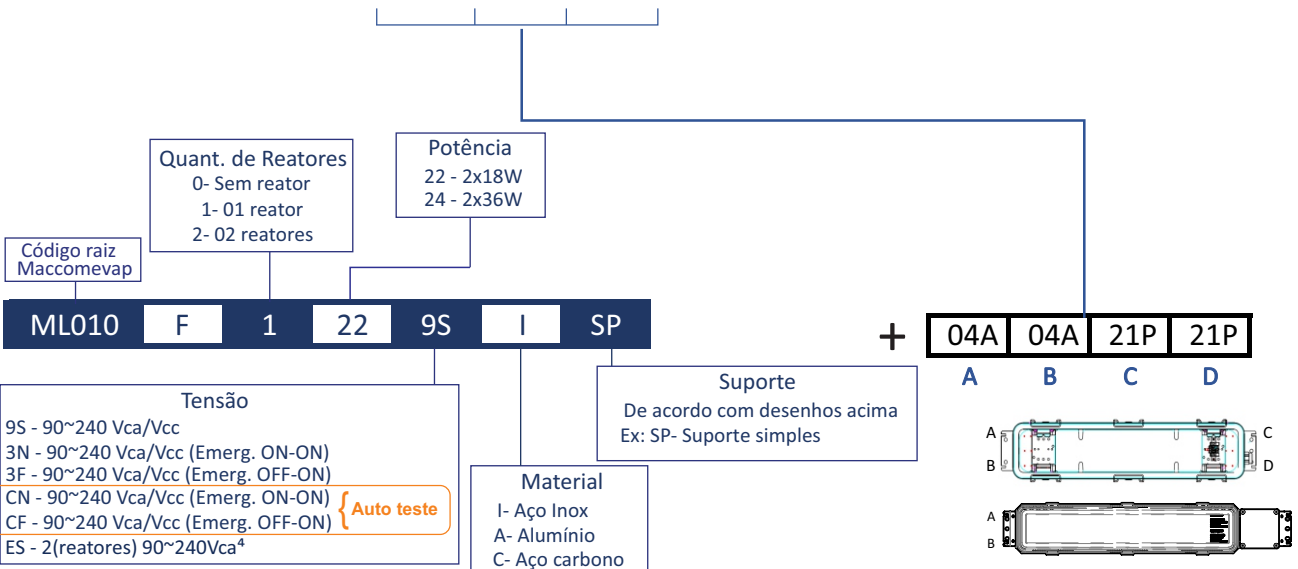 Quant. de Reatores
0- Sem reator
1- 01 reator
2- 02 reatores
Potência
22 - 2x18W
24 - 2x36W
Código raiz
Maccomevap
ML010 F 1 22 9S I SP + 04A 04A 21P 21P
A B C D
Tensão
9S - 90~240 Vca/Vcc
3N - 90~240 Vca/Vcc (Emerg. ON-ON)
3F - 90~240 Vca/Vcc (Emerg. OFF-ON)
CN - 90~240 Vca/Vcc (Emerg. ON-ON)
CF - 90~240 Vca/Vcc (Emerg. OFF-ON)
Auto teste
ES - 2(reatores) 90~240Vca⁴
Material
I- Aço Inox
A- Alumínio
C- Aço carbono
Suporte
De acordo com desenhos acima
Ex: SP- Suporte simples
A C
B D
A
B